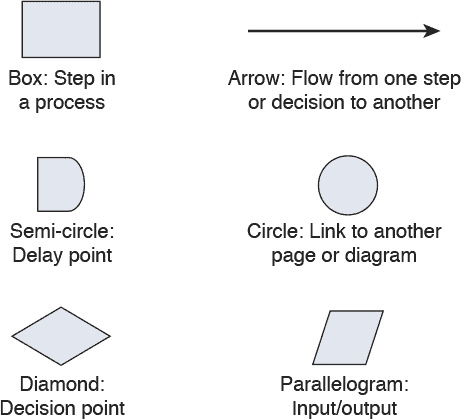 Box: Step in
a process
Arrow: Flow from one step
or decision to another
Semi-circle:
Delay point
Circle: Link to another
page or diagram
Diamond:
Decision point
Parallelogram:
Input/output